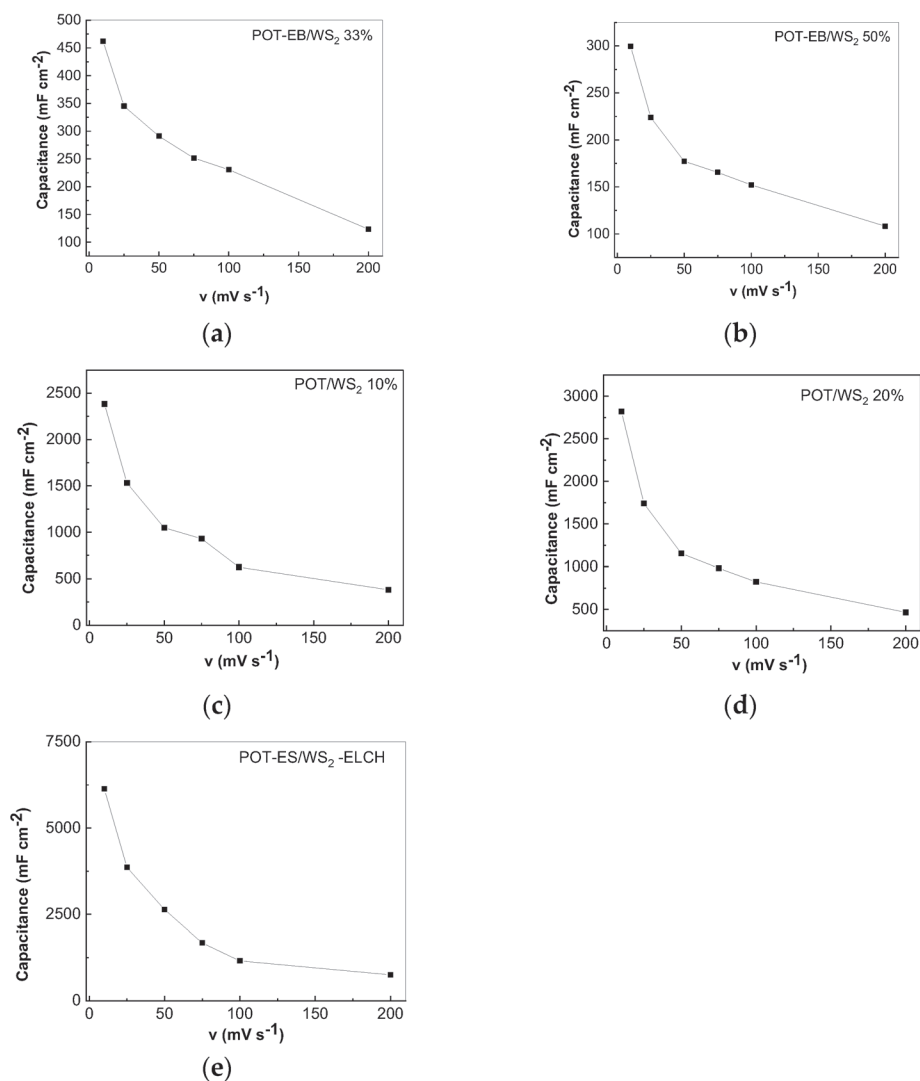 POT-EB/WS2 33%
500
450
400
350
300
250
200
150
125
100
Capacitance (mF cm-2)
0
50
100
150
200
v (mV s-1)
(a)
POT-EB/WS2 50%
300
250
200
150
100
Capacitance (mF cm-2)
0
50
100
150
200
v (mV s-1)
(b)
POT/WS2 10%
2500
2000
1500
1000
500
0
Capacitance (mF cm-2)
0
50
100
150
200
v (mV s-1)
(c)
POT/WS2 20%
3000
2500
2000
1500
1000
500
Capacitance (mF cm-2)
0
50
100
150
200
v (mV s-1)
(d)
POT-ES/WS2 -ELCH
7500
5000
2500
0
Capacitance (mF cm-2)
0
50
100
150
200
v (mV s-1)
(e)